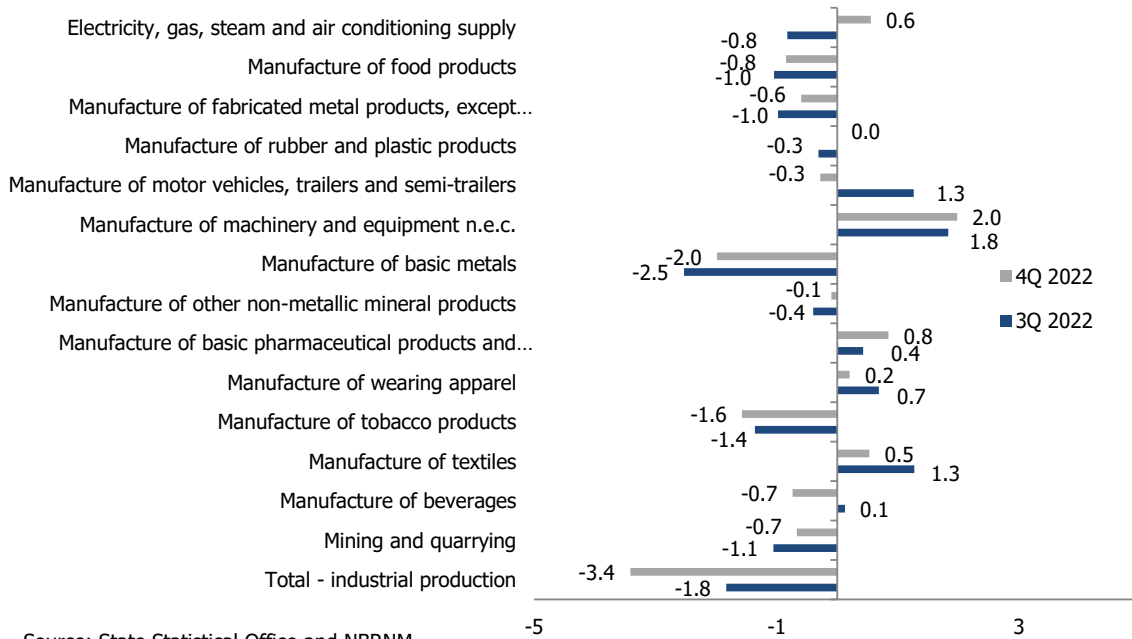 Electricity, gas, steam and air conditioning supply
0.6
-0.8
Manufacture of food products
-0.8
-1.0
Manufacture of fabricated metal products, except…
-0.6
-1.0
Manufacture of rubber and plastic products
0.0
-0.3
Manufacture of motor vehicles, trailers and semi-trailers
-0.3
1.3
Manufacture of machinery and equipment n.e.c.
2.0
1.8
Manufacture of basic metals
-2.0
-2.5
4Q 2022
Manufacture of other non-metallic mineral products
-0.1
-0.4
3Q 2022
Manufacture of basic pharmaceutical products and…
0.8
0.4
Manufacture of wearing apparel
0.2
0.7
Manufacture of tobacco products
-1.6
-1.4
Manufacture of textiles
0.5
1.3
Manufacture of beverages
-0.7
0.1
Mining and quarrying
-0.7
-1.1
Total - industrial production
-3.4
-1.8
-5 -1 3
Source: State Statistical Office and NBRNM